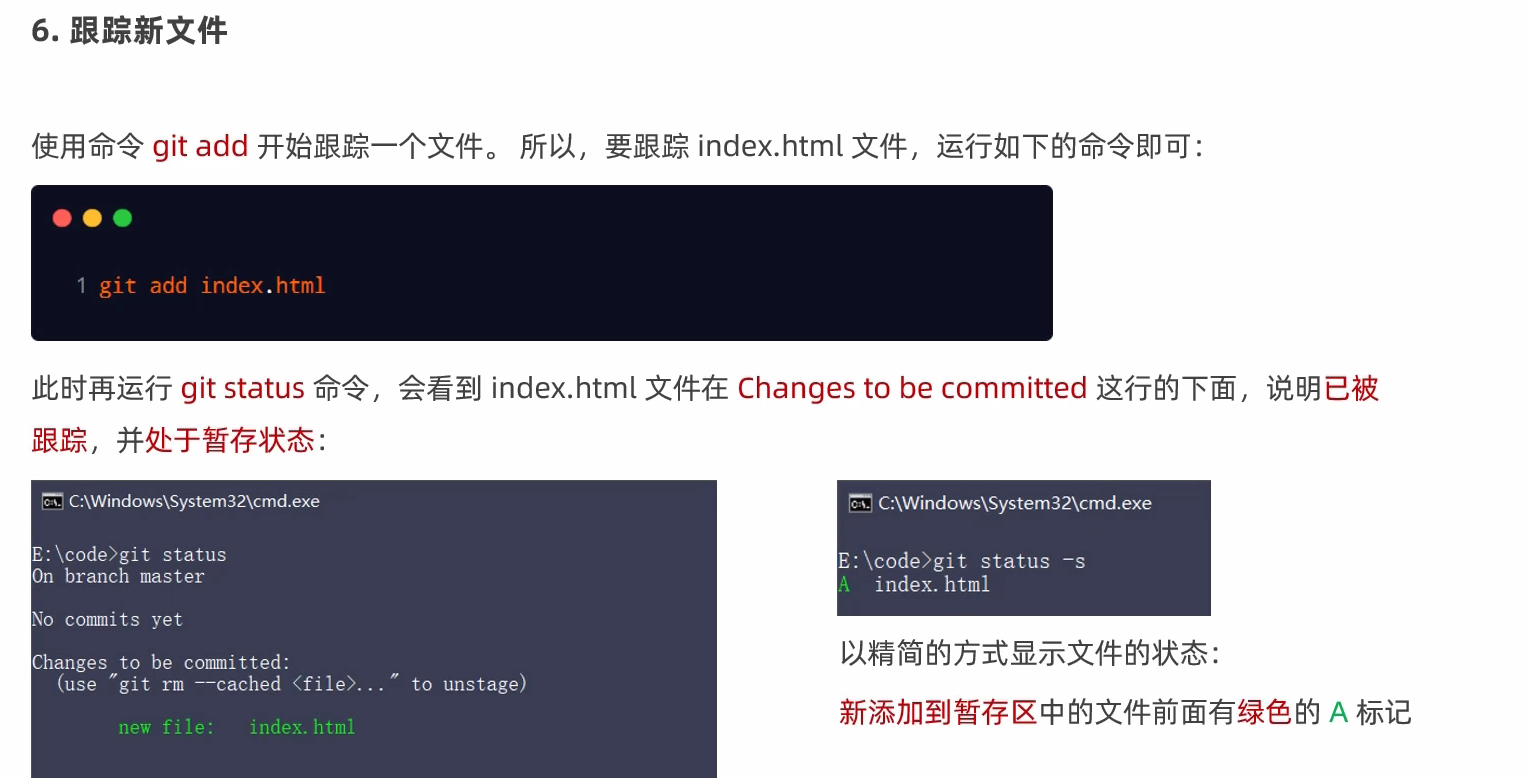 6. 跟踪新文件
使用命令 git add 开始跟踪一个文件。 所以，要跟踪 index.html 文件，运行如下的命令即可：
1 git add index.html
此时再运行 git status 命令，会看到 index.html 文件在 Changes to be committed 这行的下面，说明已被
跟踪，并处于暂存状态：
C:\Windows\System32\cmd.exe
E:\code>git status
On branch master
No commits yet
Changes to be committed:
(use "git rm --cached <file>..." to unstage)
new file: index.html
C:\Windows\System32\cmd.exe
E:\code>git status -s
A index.html
以精简的方式显示文件的状态：
新添加到暂存区中的文件前面有绿色的 A 标记